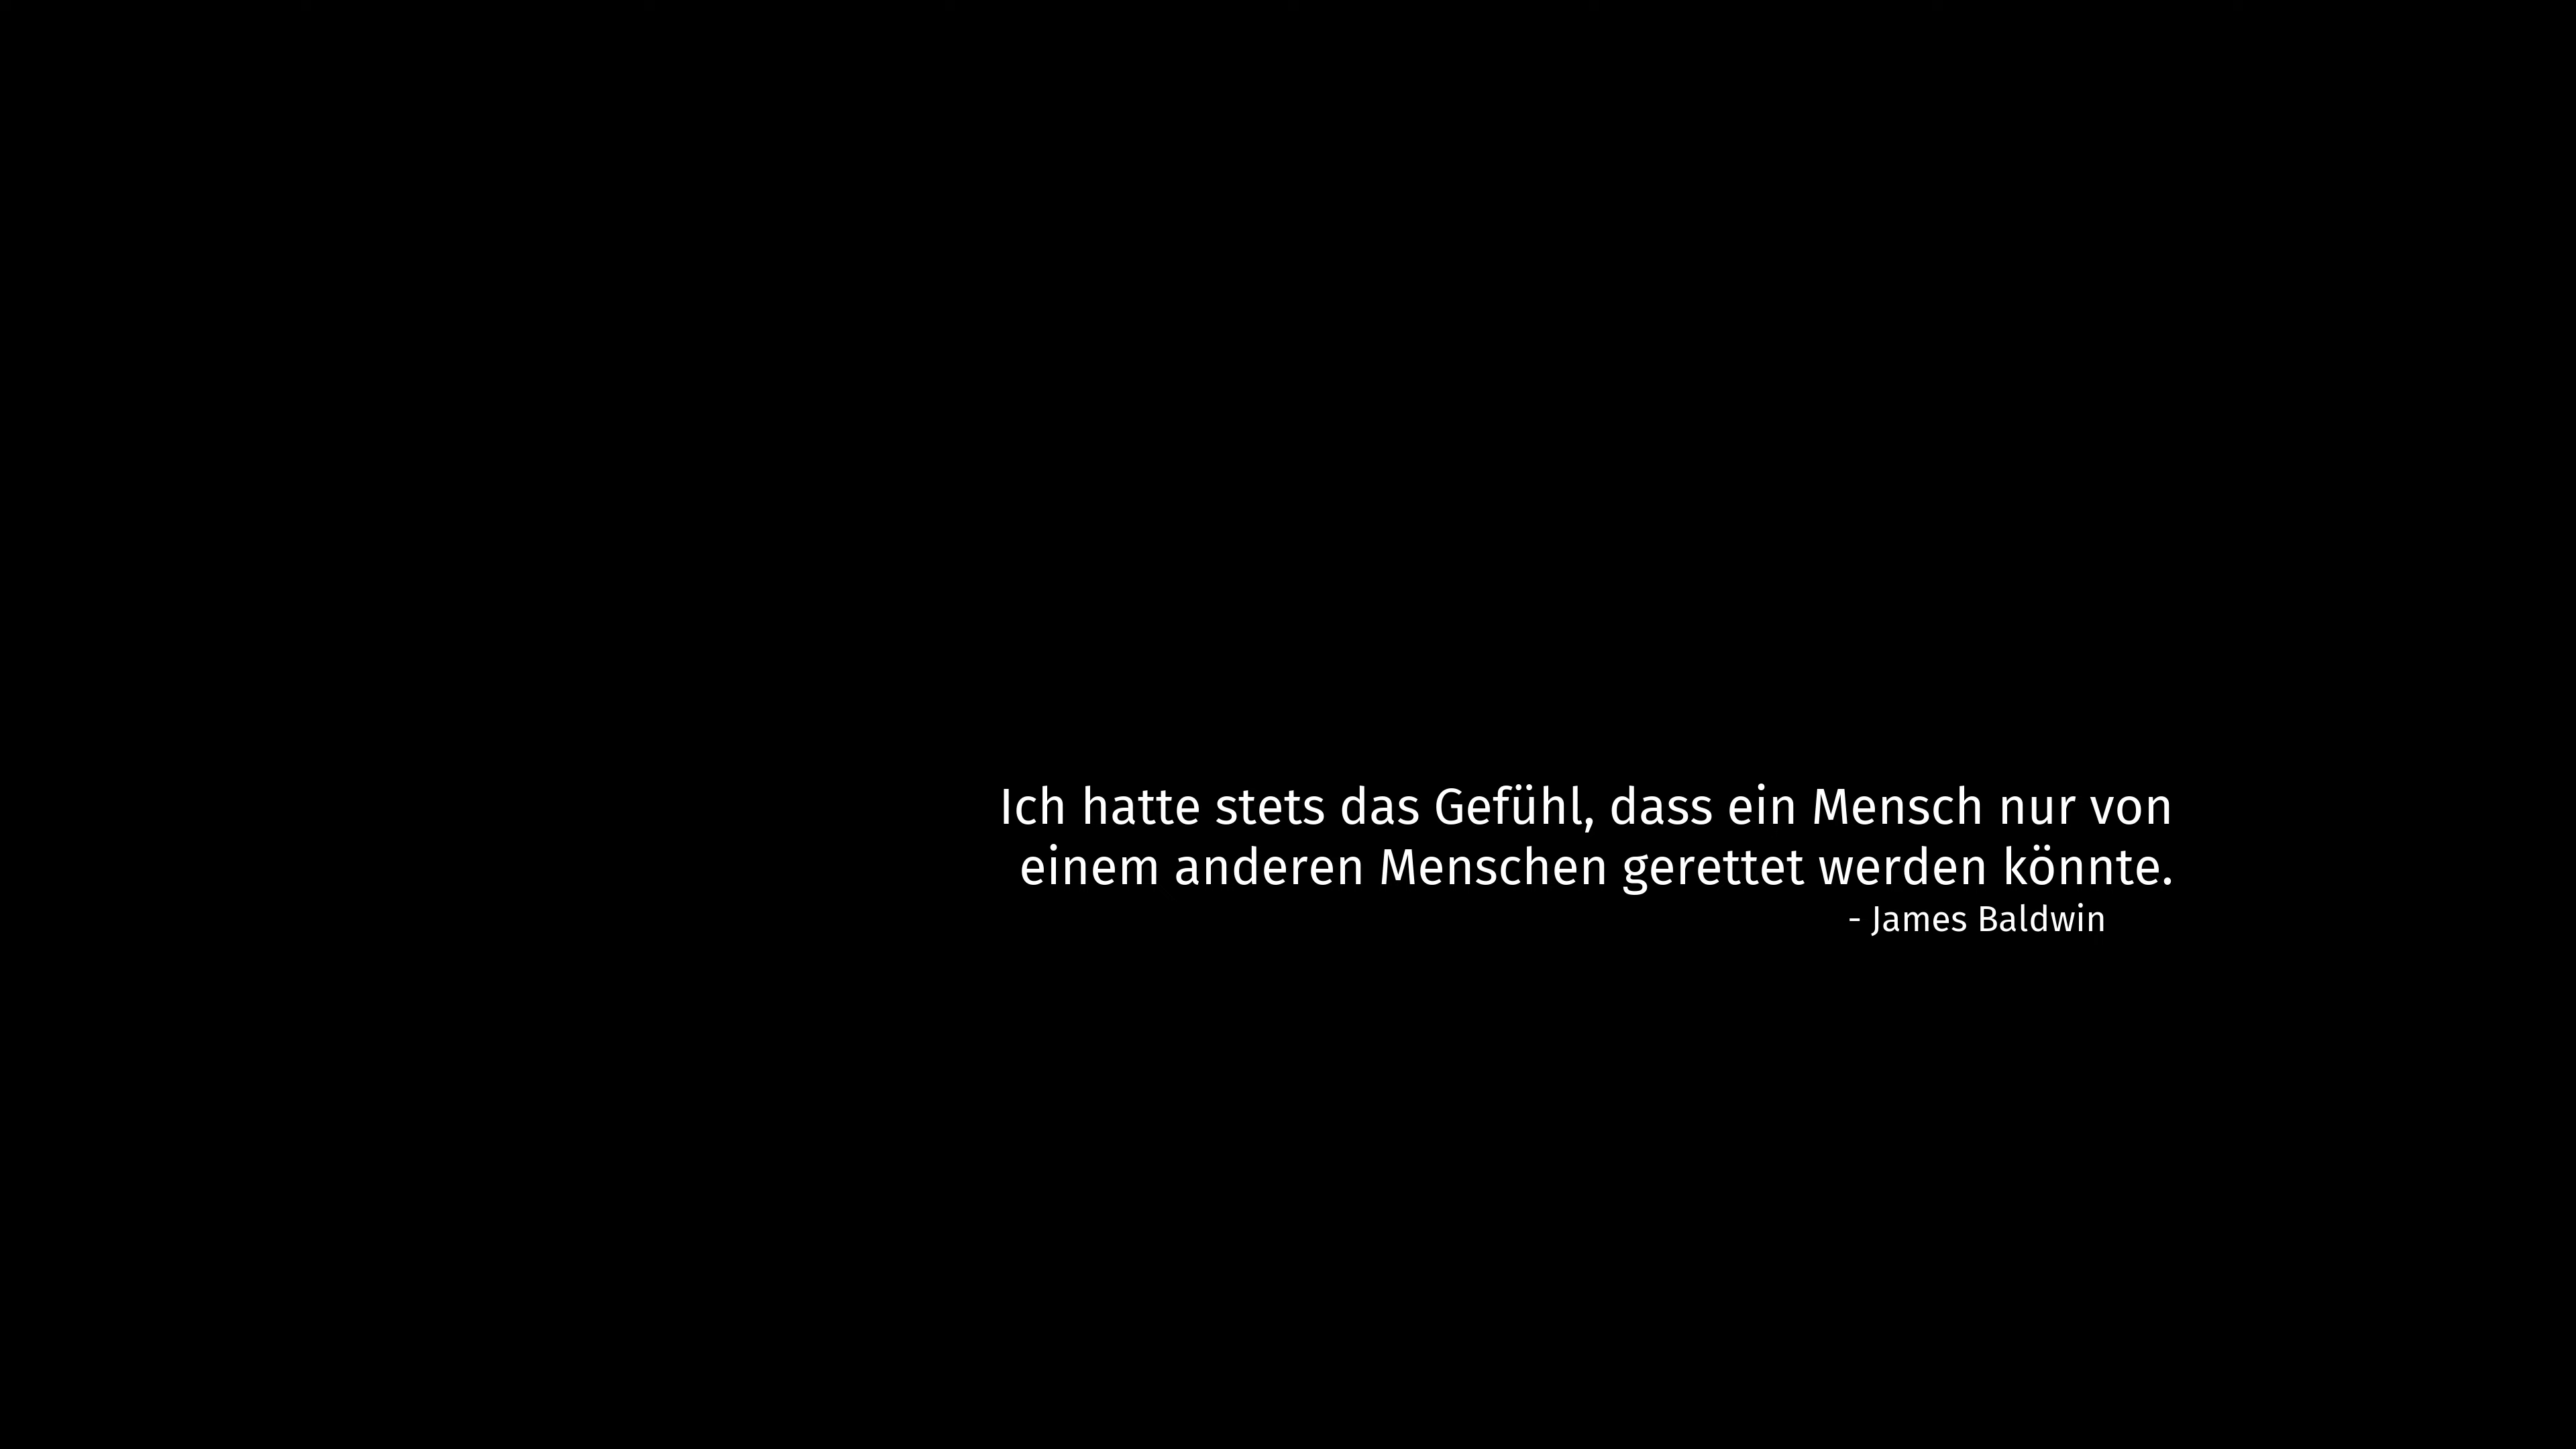 Ich hatte stets das Gefühl, dass ein Mensch nur von
einem anderen Menschen gerettet werden könnte.
- James Baldwin